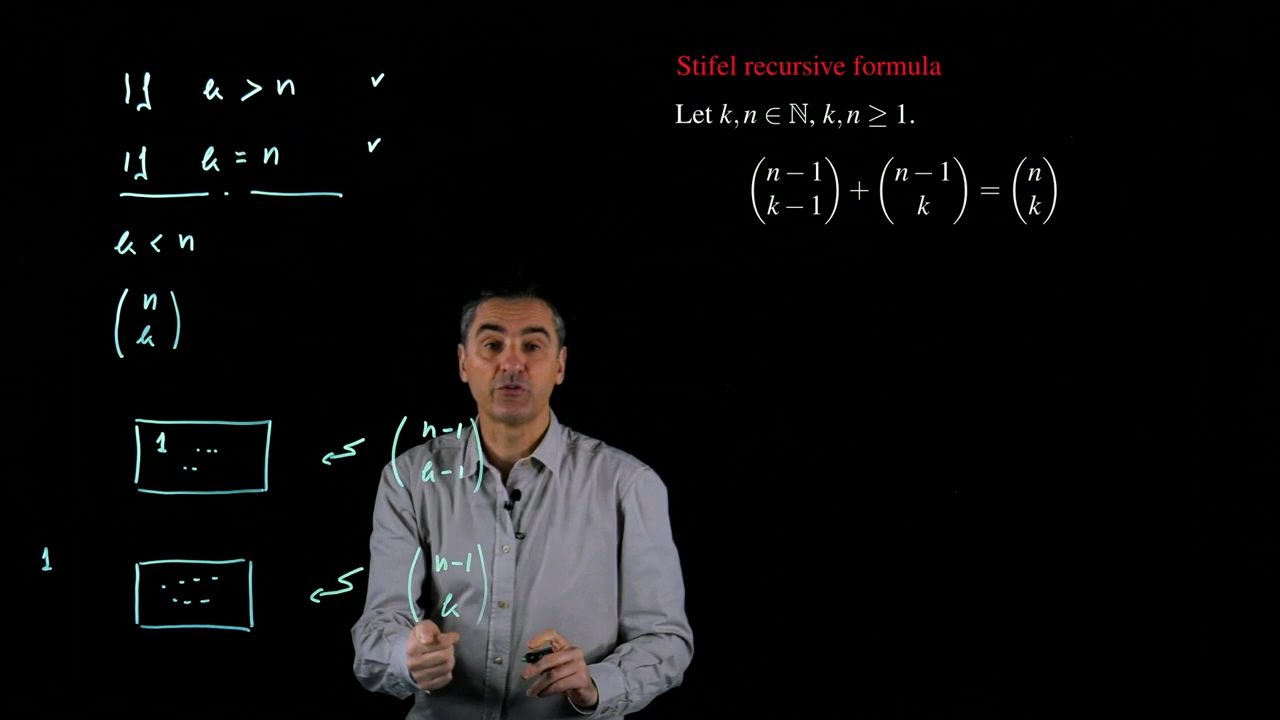 If k > n ✓
If k = n ✓
k < n
(n
k)
1 ... ..
(n-1
k-1)
1
(n-1
k)
Stifel recursive formula
Let k, n ∈ ℕ, k, n ≥ 1.
(n − 1
k − 1) + (n − 1
k) = (n
k)